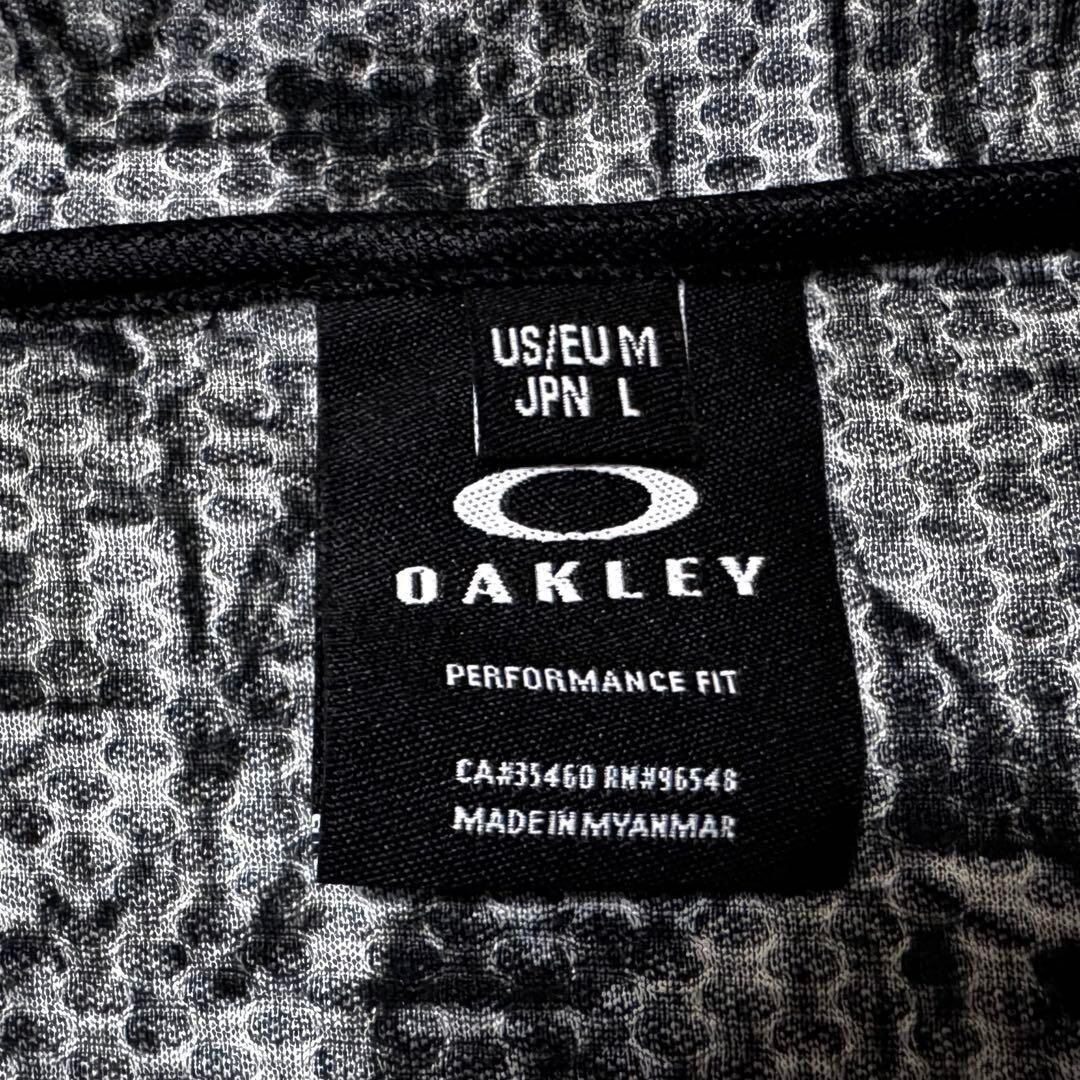 US/EU M
JPN L
OAKLEY
PERFORMANCE FIT
CA#35460 RN#96548
MADE IN MYANMAR